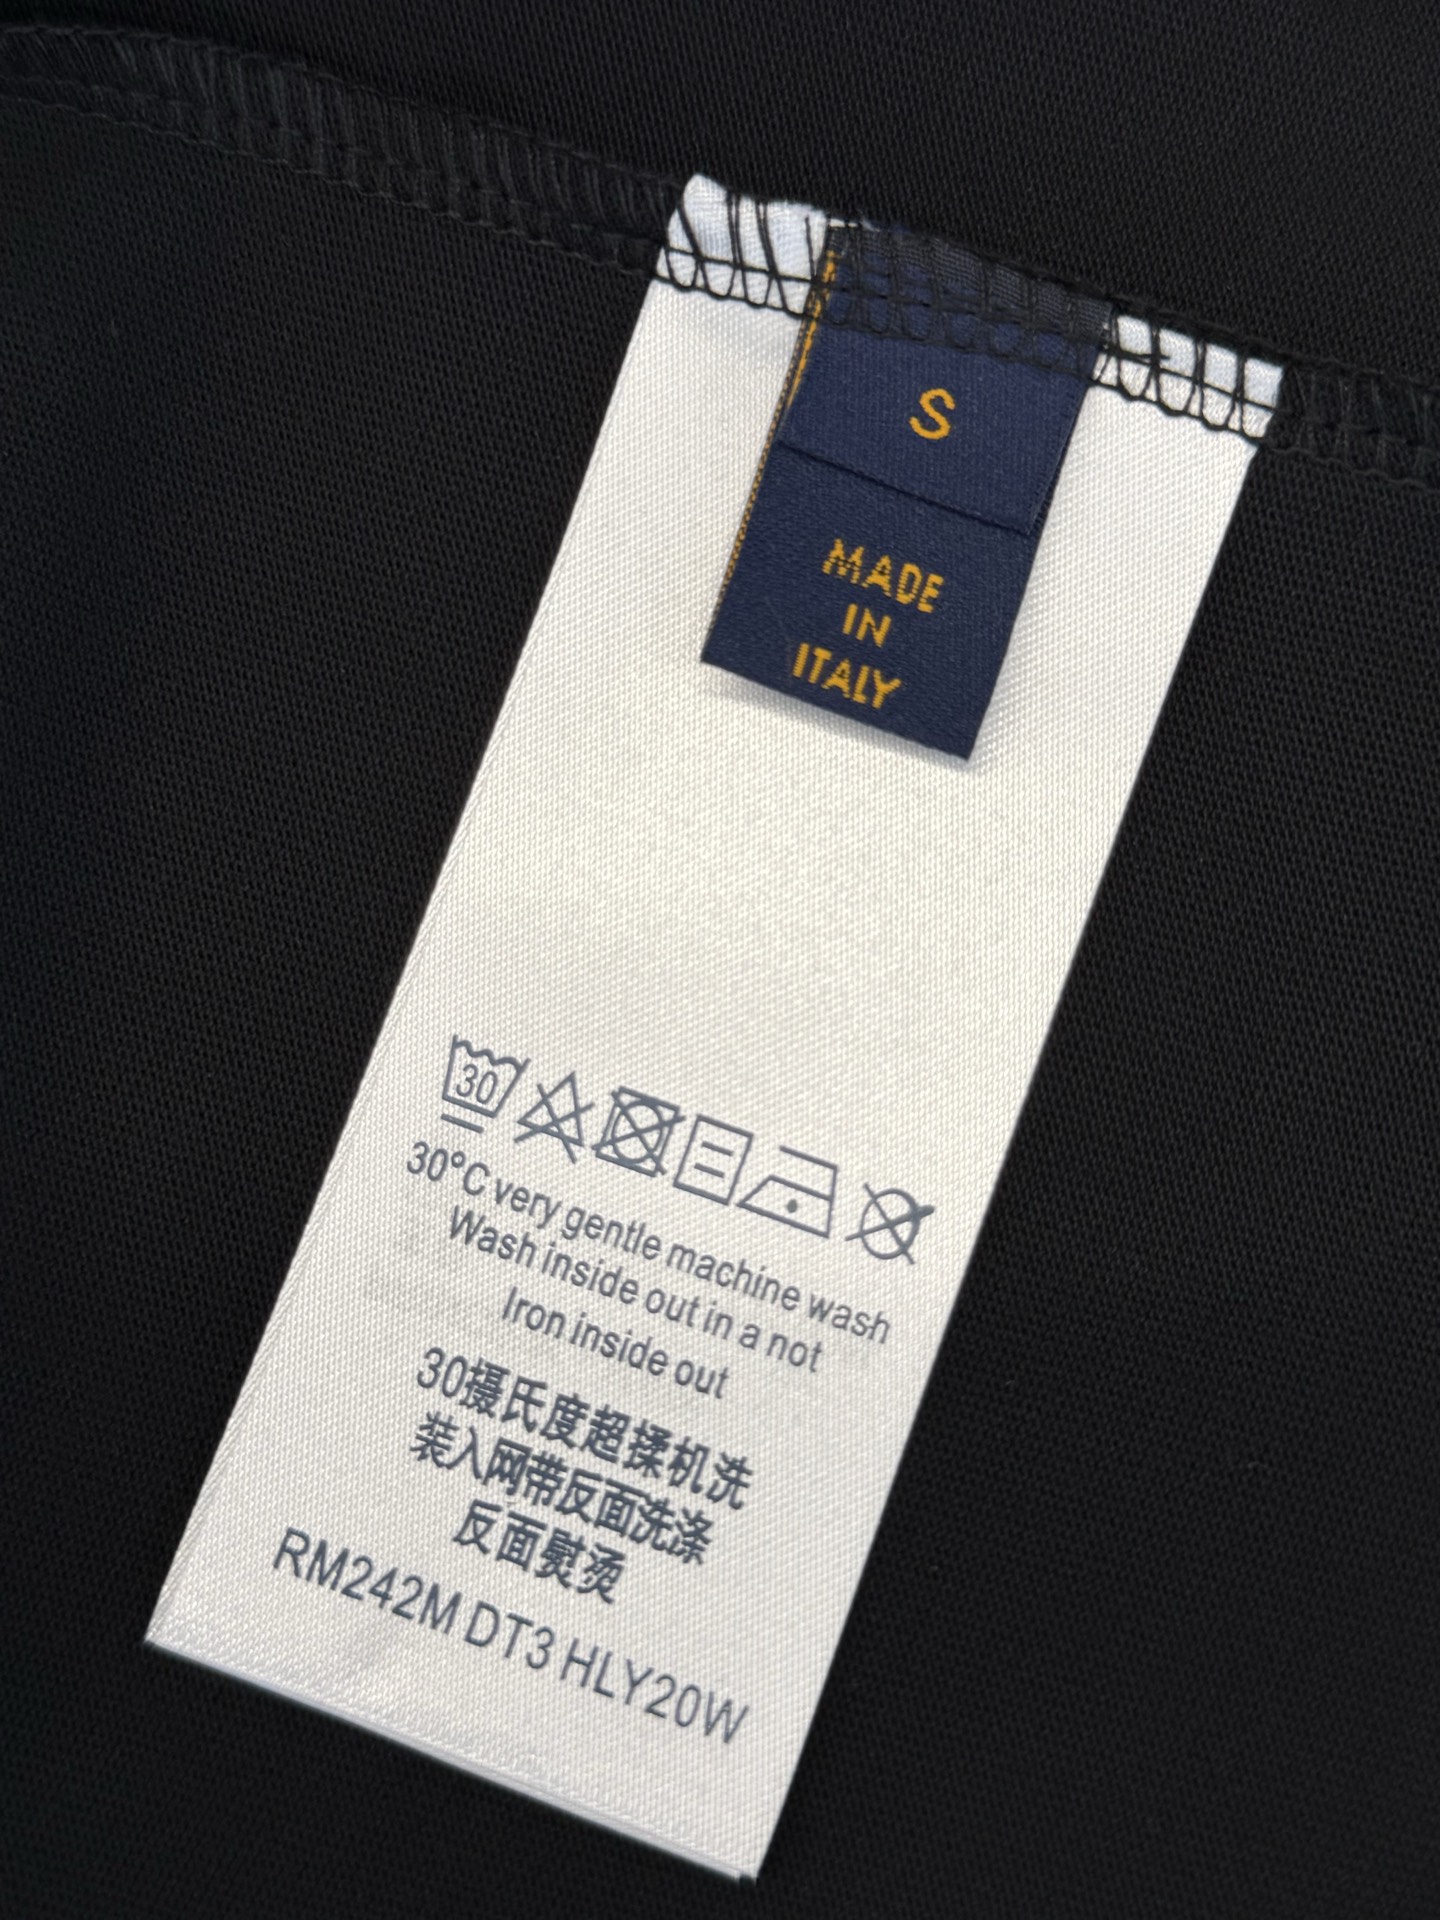 S
MADE
IN
ITALY
30
30°C very gentle machine wash
Wash inside out in a not
Iron inside out
30摄氏度超揉机洗
装入网带反面洗涤
反面熨烫
RM242M DT3 HLY20W